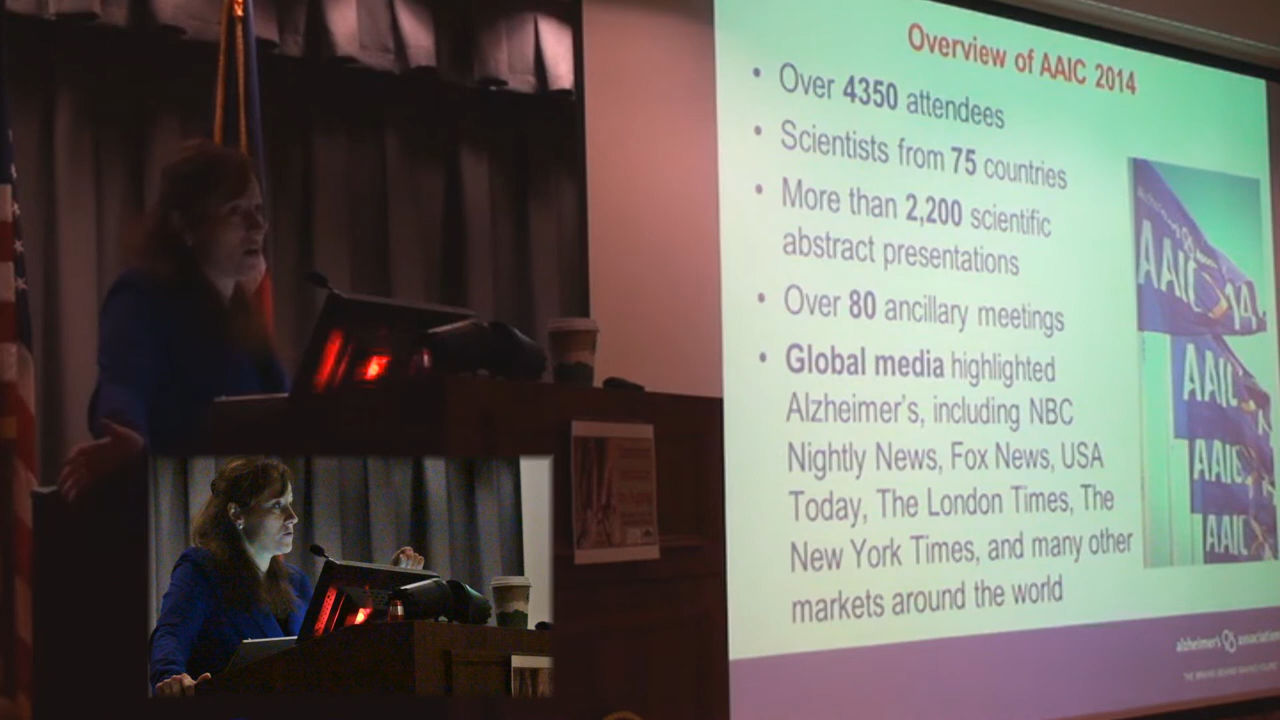 Overview of AAIC 2014
• Over 4350 attendees
• Scientists from 75 countries
• More than 2,200 scientific
abstract presentations
• Over 80 ancillary meetings
• Global media highlighted
Alzheimer's, including NBC
Nightly News, Fox News, USA
Today, The London Times, The
New York Times, and many other
markets around the world
AAIC 14
AAIC
AAIC
AAIC
alzheimer's association